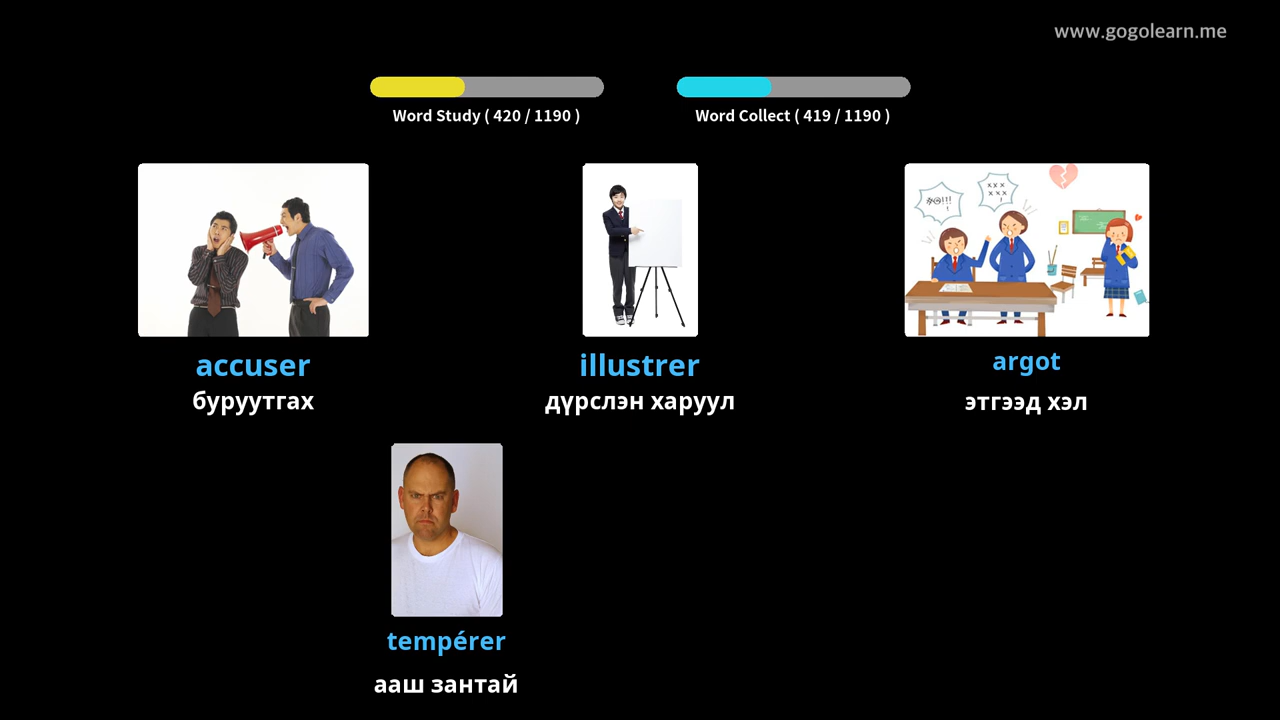 www.gogolearn.me
Word Study ( 420 / 1190 )
Word Collect ( 419 / 1190 )
accuser
буруутгах
illustrer
дүрслэн харуул
argot
этгээд хэл
tempérer
ааш зантай